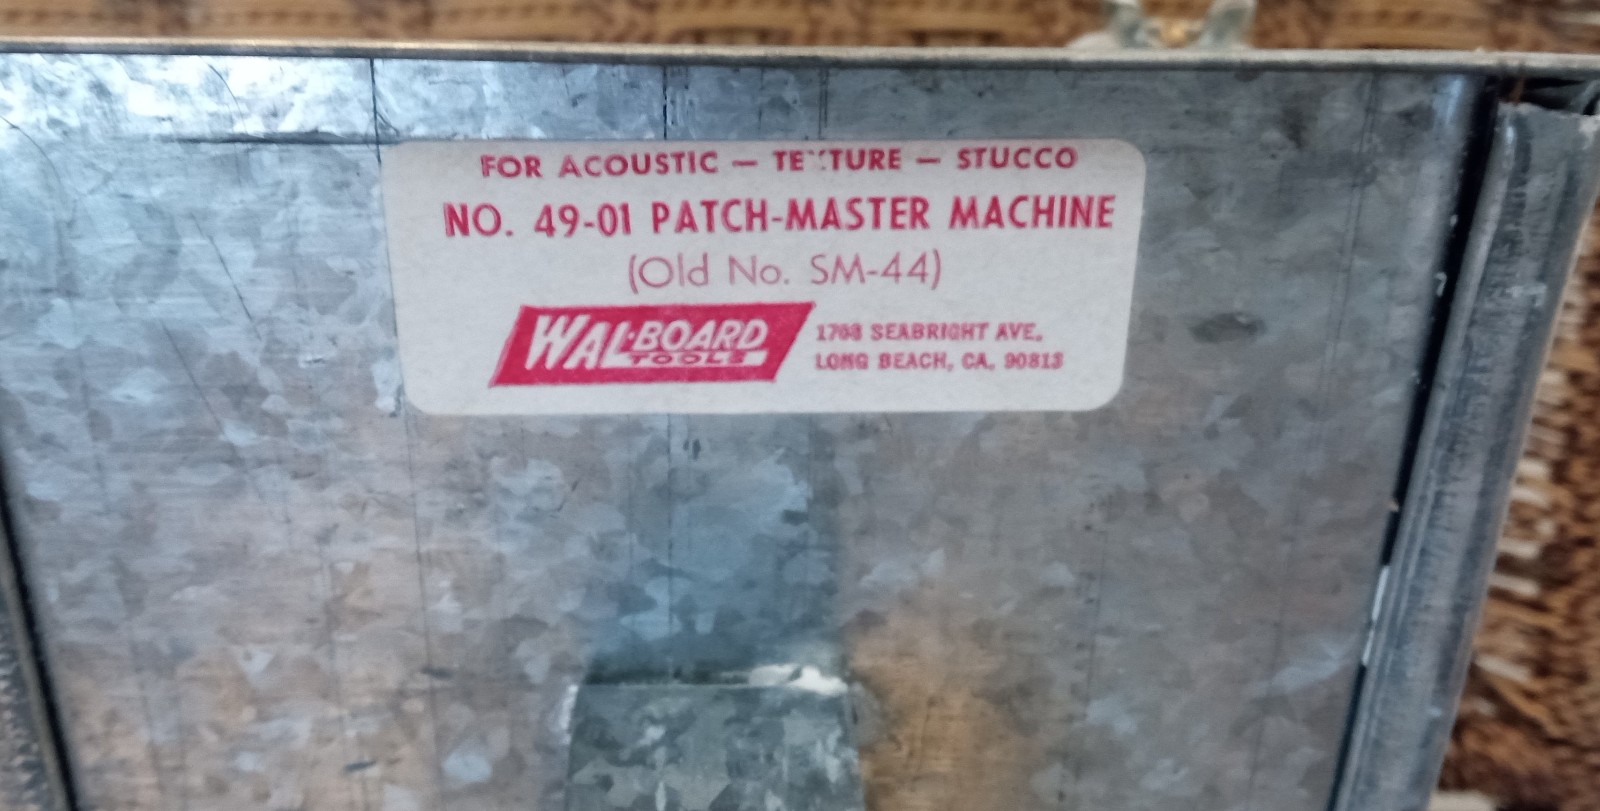 FOR ACOUSTIC — TEXTURE — STUCCO
NO. 49-01 PATCH-MASTER MACHINE
(Old No. SM-44)
WAL-BOARD
TOOLS
1708 SEABRIGHT AVE.
LONG BEACH, CA. 90813